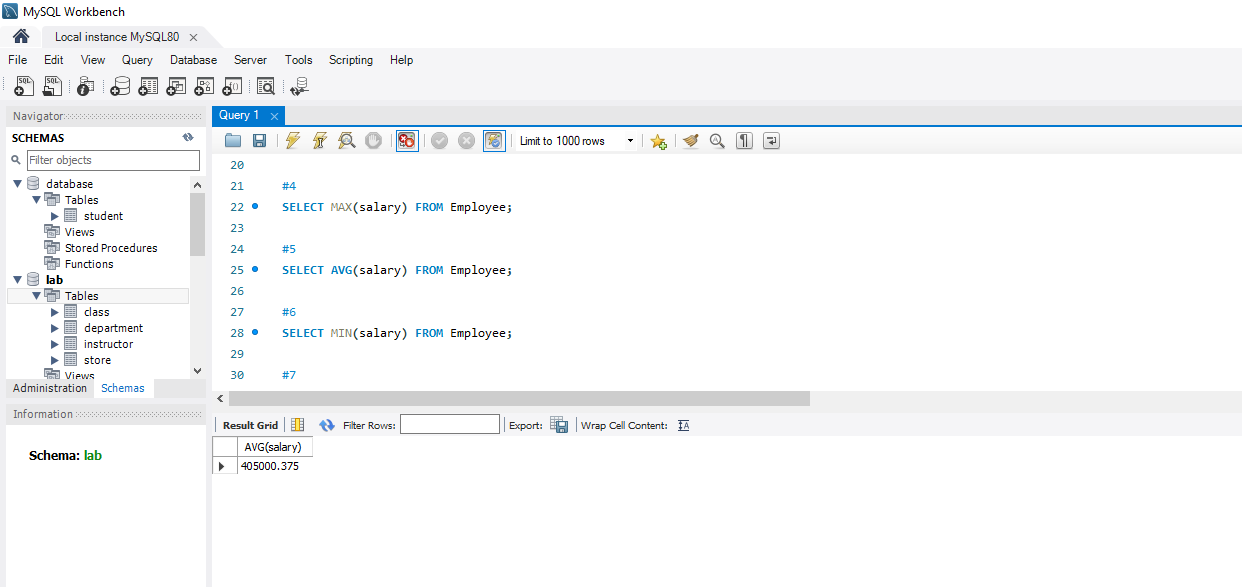 MySQL Workbench
Local instance MySQL80
File Edit View Query Database Server Tools Scripting Help
Navigator
SCHEMAS
Filter objects
database
Tables
student
Views
Stored Procedures
Functions
lab
Tables
class
department
instructor
store
Views
Administration Schemas
Information
Schema: lab
Query 1
Limit to 1000 rows
20
21 #4
22 SELECT MAX(salary) FROM Employee;
23
24 #5
25 SELECT AVG(salary) FROM Employee;
26
27 #6
28 SELECT MIN(salary) FROM Employee;
29
30 #7
Result Grid Filter Rows: Export: Wrap Cell Content:
AVG(salary)
405000.375